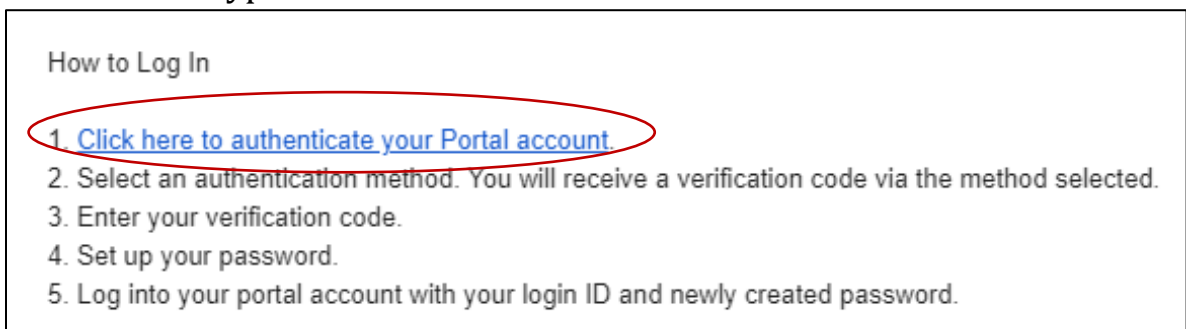 How to Log In
1. Click here to authenticate your Portal account.
2. Select an authentication method. You will receive a verification code via the method selected.
3. Enter your verification code.
4. Set up your password.
5. Log into your portal account with your login ID and newly created password.